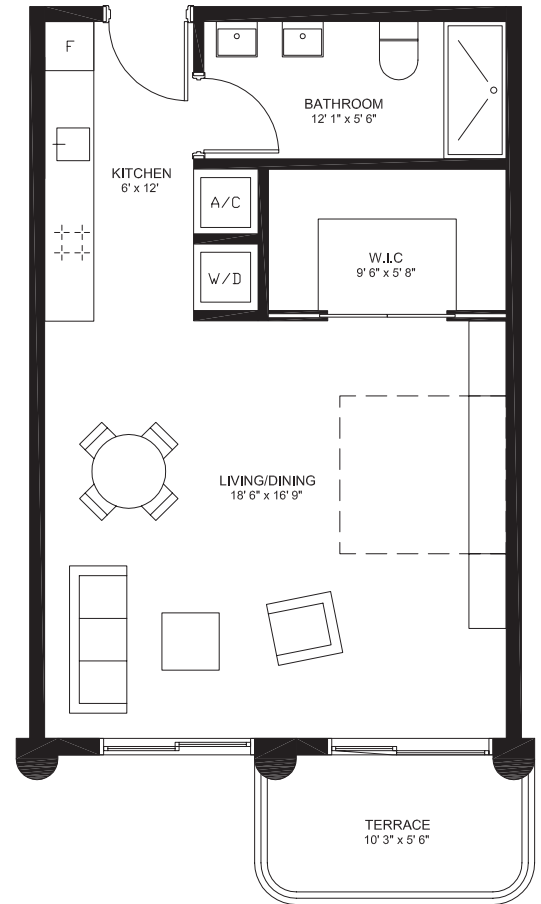 F
BATHROOM
12' 1" x 5' 6"
KITCHEN
6' x 12'
A/C
W.I.C
9' 6" x 5' 8"
W/D
LIVING/DINING
18' 6" x 16' 9"
TERRACE
10' 3" x 5' 6"